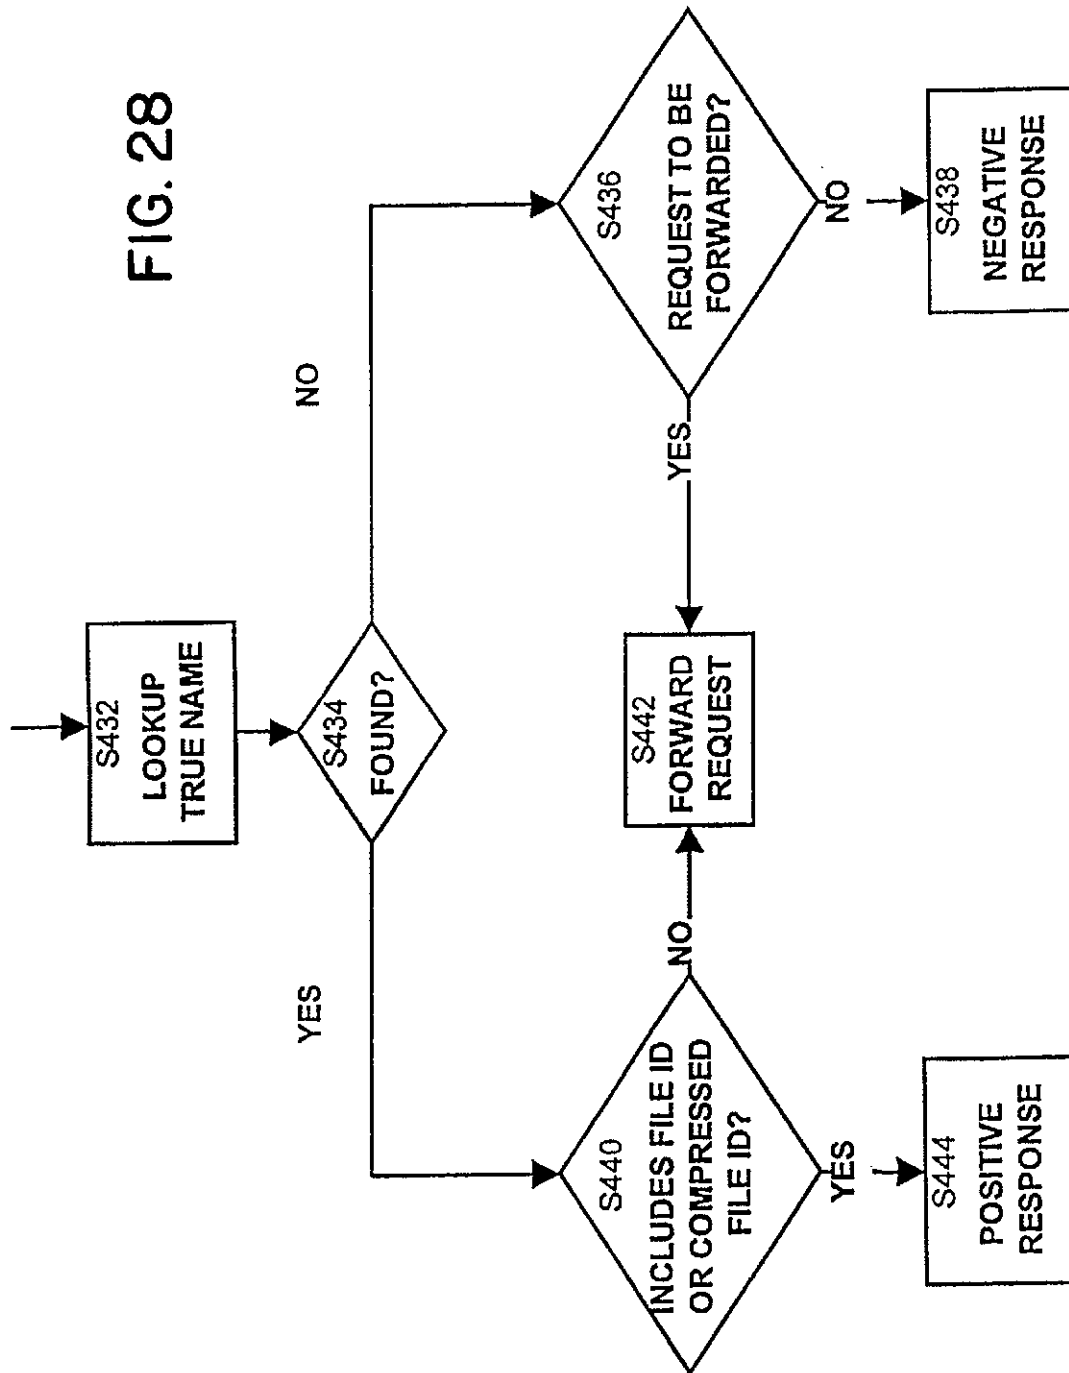 FIG. 28
S432
LOOKUP
TRUE NAME
S434
FOUND?
YES
NO
S440
INCLUDES FILE ID
OR COMPRESSED
FILE ID?
NO
YES
S442
FORWARD
REQUEST
S436
REQUEST TO BE
FORWARDED?
YES
NO
S444
POSITIVE
RESPONSE
S438
NEGATIVE
RESPONSE